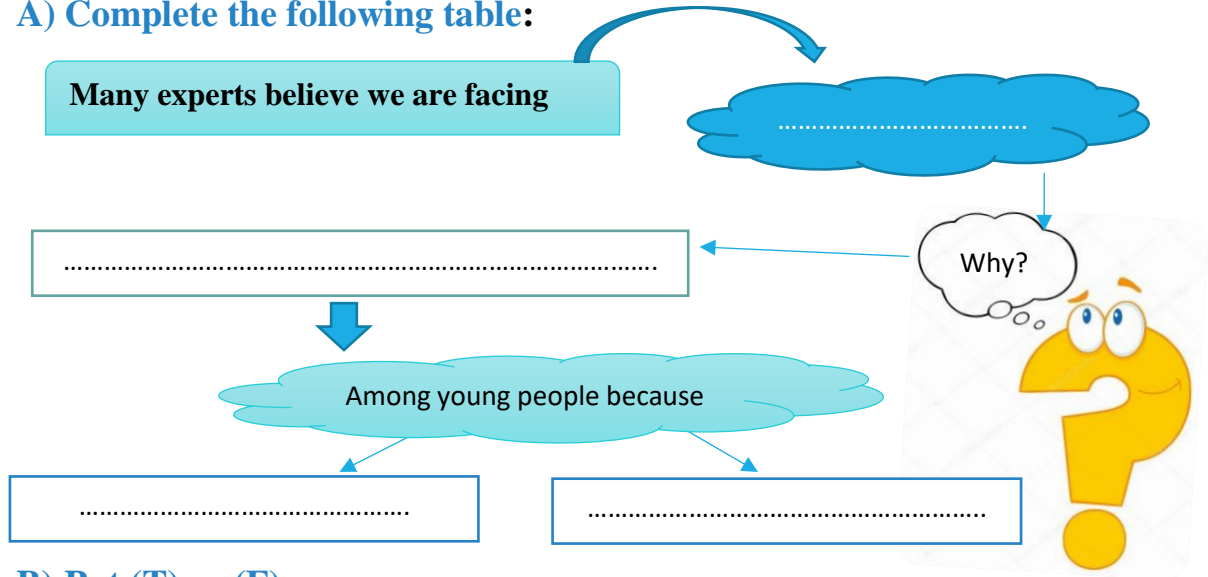 A) Complete the following table:
Many experts believe we are facing
………………………………
Why?
………………………………………………………………………….
Among young people because
………………………………………….
…………………………………………………..